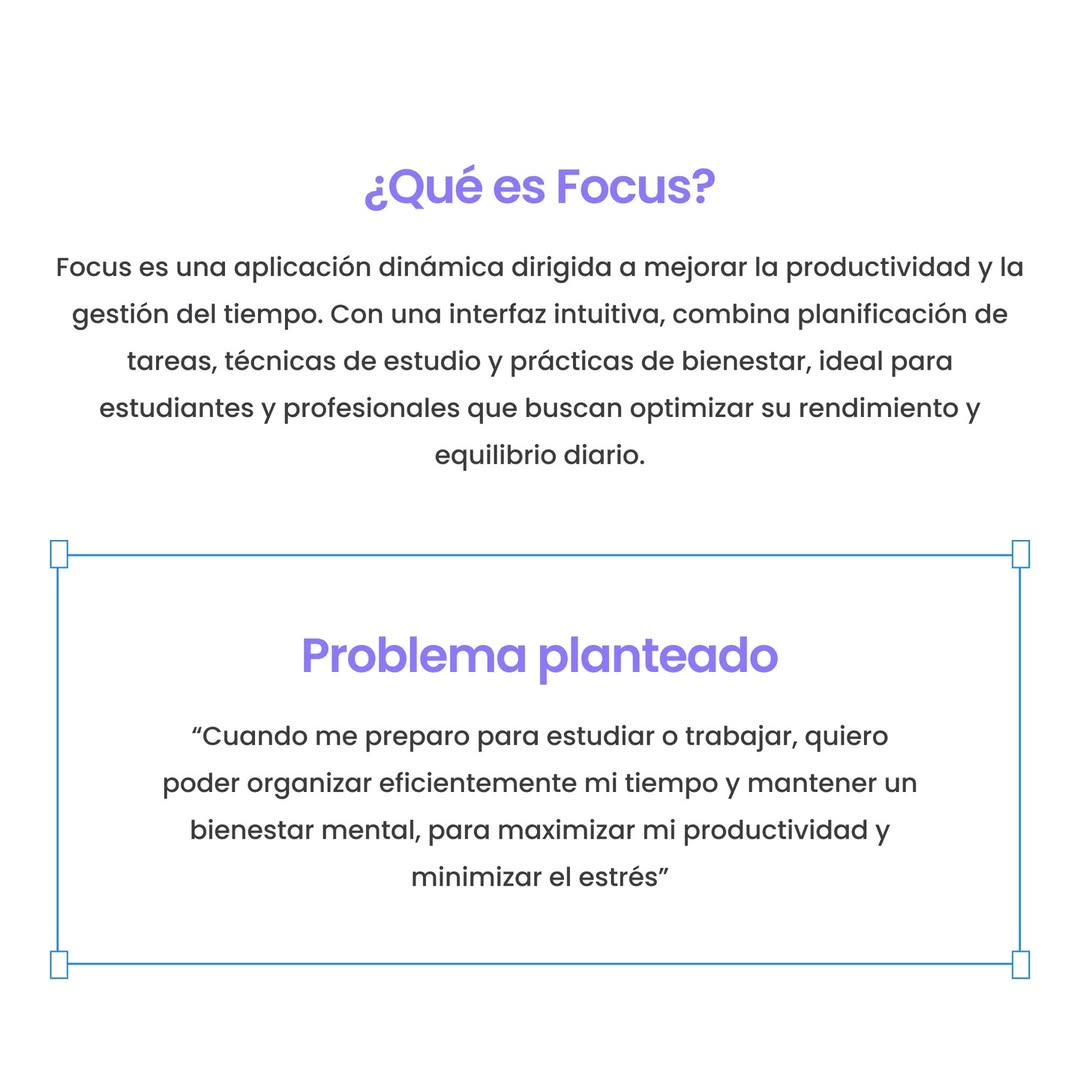 ¿Qué es Focus?
Focus es una aplicación dinámica dirigida a mejorar la productividad y la
gestión del tiempo. Con una interfaz intuitiva, combina planificación de
tareas, técnicas de estudio y prácticas de bienestar, ideal para
estudiantes y profesionales que buscan optimizar su rendimiento y
equilibrio diario.
Problema planteado
“Cuando me preparo para estudiar o trabajar, quiero
poder organizar eficientemente mi tiempo y mantener un
bienestar mental, para maximizar mi productividad y
minimizar el estrés”